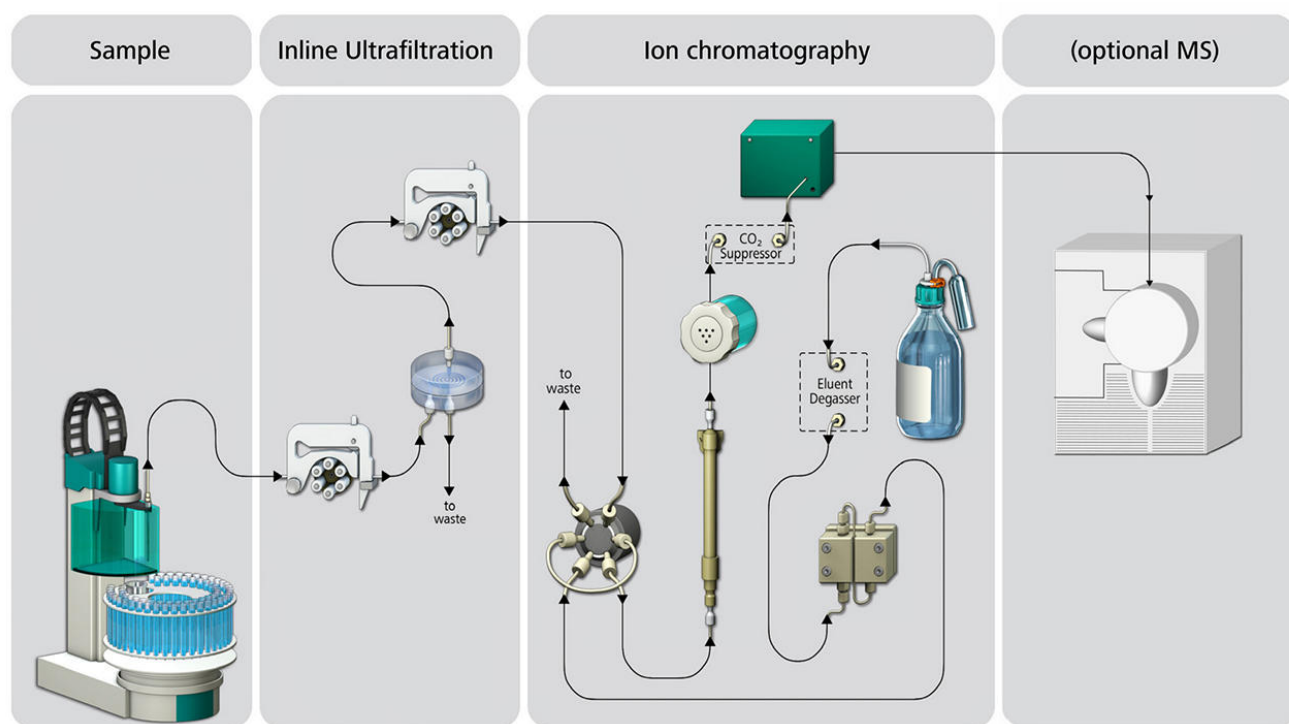 Sample
Inline Ultrafiltration
Ion chromatography
(optional MS)
CO₂
Suppressor
to
waste
Eluent
Degasser
to
waste